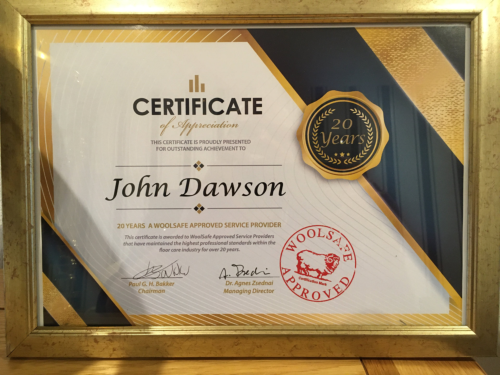 CERTIFICATE
of Appreciation
THIS CERTIFICATE IS PROUDLY PRESENTED
FOR OUTSTANDING ACHIEVEMENT TO
20
Years
John Dawson
20 YEARS A WOOLSAFE APPROVED SERVICE PROVIDER
This certificate is awarded to WoolSafe Approved Service Providers
that have maintained the highest professional standards within the
floor care industry for over 20 years.
WOOLSAFE
APPROVED
Paul G. H. Bakker
Chairman
Dr. Agnes Zsednai
Managing Director